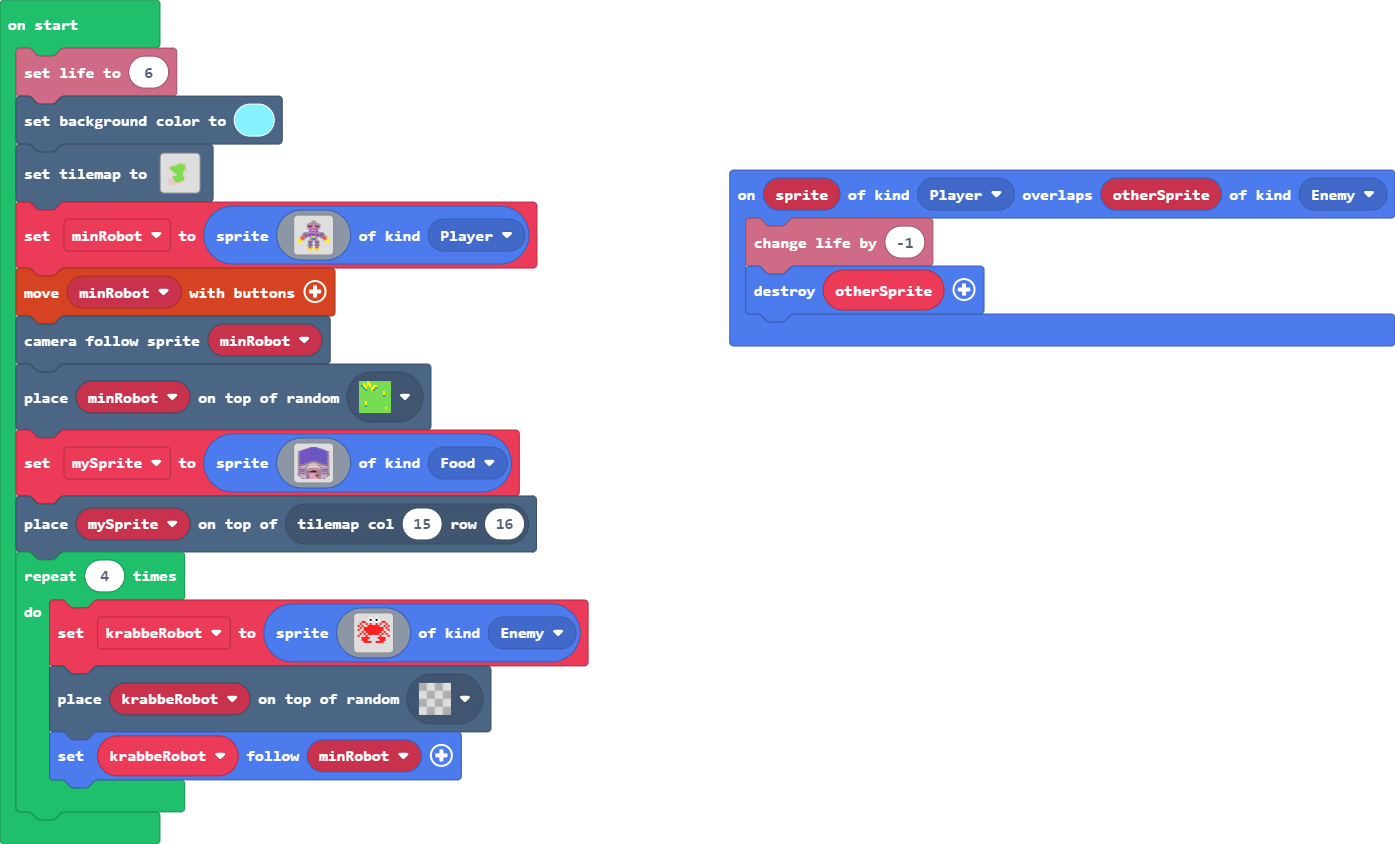 on start
set life to 6
set background color to
set tilemap to
set minRobot to sprite of kind Player
move minRobot with buttons
camera follow sprite minRobot
place minRobot on top of random
set mySprite to sprite of kind Food
place mySprite on top of tilemap col 15 row 16
repeat 4 times
do
set krabbeRobot to sprite of kind Enemy
place krabbeRobot on top of random
set krabbeRobot follow minRobot
on sprite of kind Player overlaps otherSprite of kind Enemy
change life by -1
destroy otherSprite